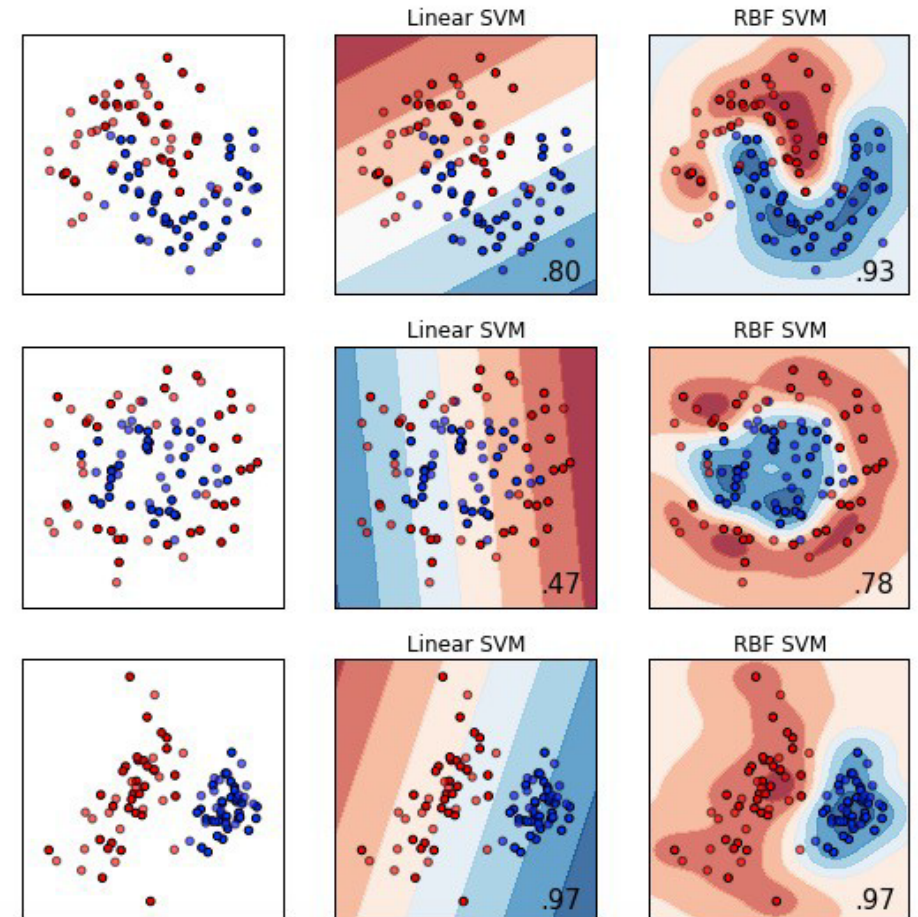 Linear SVM
RBF SVM
.80
.93
Linear SVM
RBF SVM
.47
.78
Linear SVM
RBF SVM
.97
.97